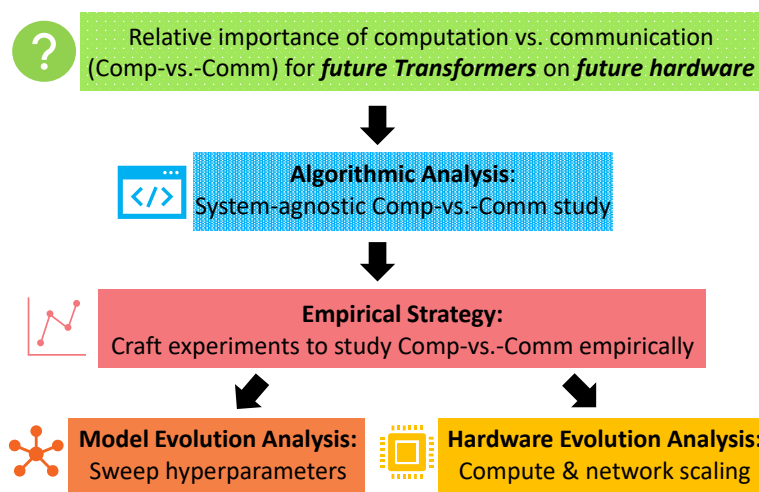 ?
Relative importance of computation vs. communication
(Comp-vs.-Comm) for future Transformers on future hardware
Algorithmic Analysis:
System-agnostic Comp-vs.-Comm study
</>
Empirical Strategy:
Craft experiments to study Comp-vs.-Comm empirically
Model Evolution Analysis:
Sweep hyperparameters
Hardware Evolution Analysis:
Compute & network scaling